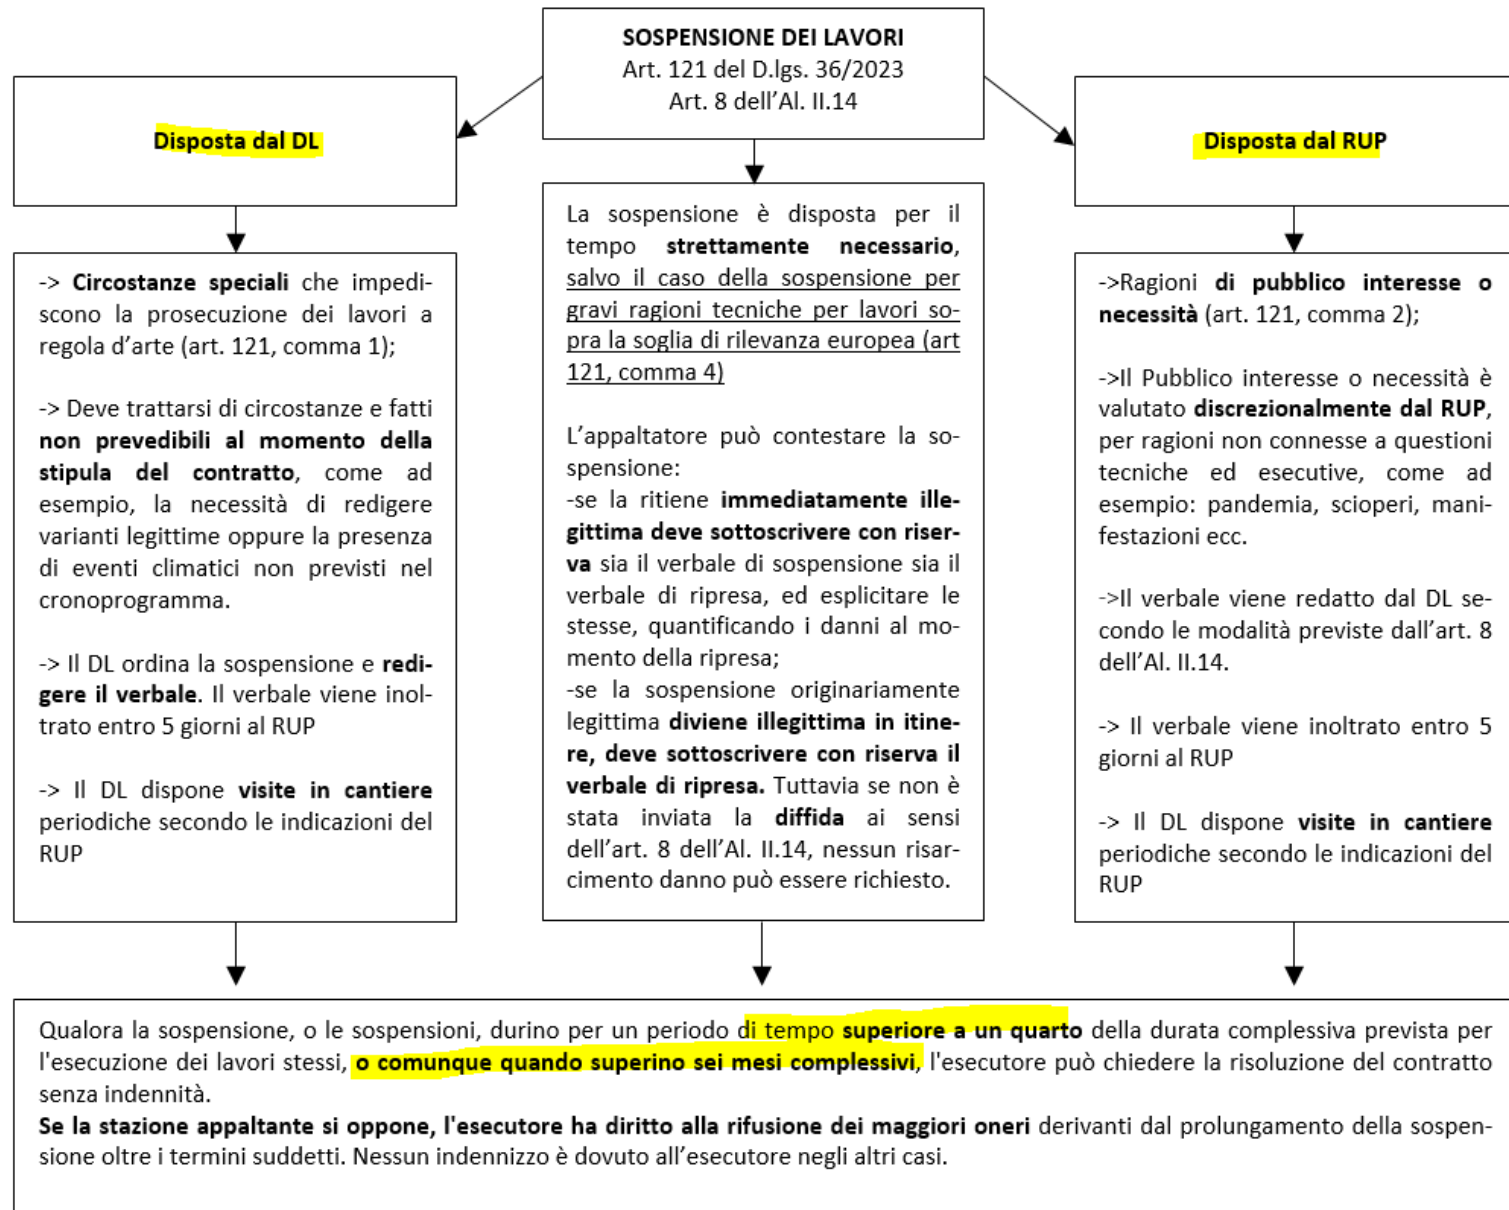 SOSPENSIONE DEI LAVORI
Art. 121 del D.lgs. 36/2023
Art. 8 dell'Al. II.14
Disposta dal DL
-> Circostanze speciali che impedi-
scono la prosecuzione dei lavori a
regola d'arte (art. 121, comma 1);
-> Deve trattarsi di circostanze e fatti
non prevedibili al momento della
stipula del contratto, come ad
esempio, la necessità di redigere
varianti legittime oppure la presenza
di eventi climatici non previsti nel
cronoprogramma.
-> Il DL ordina la sospensione e redi-
gere il verbale. Il verbale viene inol-
trato entro 5 giorni al RUP
-> Il DL dispone visite in cantiere
periodiche secondo le indicazioni del
RUP
La sospensione è disposta per il
tempo strettamente necessario,
salvo il caso della sospensione per
gravi ragioni tecniche per lavori so-
pra la soglia di rilevanza europea (art
121, comma 4)
L'appaltatore può contestare la so-
spensione:
-se la ritiene immediatamente ille-
gittima deve sottoscrivere con riser-
va sia il verbale di sospensione sia il
verbale di ripresa, ed esplicitare le
stesse, quantificando i danni al mo-
mento della ripresa;
-se la sospensione originariamente
legittima diviene illegittima in itine-
re, deve sottoscrivere con riserva il
verbale di ripresa. Tuttavia se non è
stata inviata la diffida ai sensi
dell'art. 8 dell'Al. II.14, nessun risar-
cimento danno può essere richiesto.
Disposta dal RUP
->Ragioni di pubblico interesse o
necessità (art. 121, comma 2);
->Il Pubblico interesse o necessità è
valutato discrezionalmente dal RUP,
per ragioni non connesse a questioni
tecniche ed esecutive, come ad
esempio: pandemia, scioperi, mani-
festazioni ecc.
->Il verbale viene redatto dal DL se-
condo le modalità previste dall'art. 8
dell'Al. II.14.
-> Il verbale viene inoltrato entro 5
giorni al RUP
-> Il DL dispone visite in cantiere
periodiche secondo le indicazioni del
RUP
Qualora la sospensione, o le sospensioni, durino per un periodo di tempo superiore a un quarto della durata complessiva prevista per
l'esecuzione dei lavori stessi, o comunque quando superino sei mesi complessivi, l'esecutore può chiedere la risoluzione del contratto
senza indennità.
Se la stazione appaltante si oppone, l'esecutore ha diritto alla rifusione dei maggiori oneri derivanti dal prolungamento della sospen-
sione oltre i termini suddetti. Nessun indennizzo è dovuto all'esecutore negli altri casi.